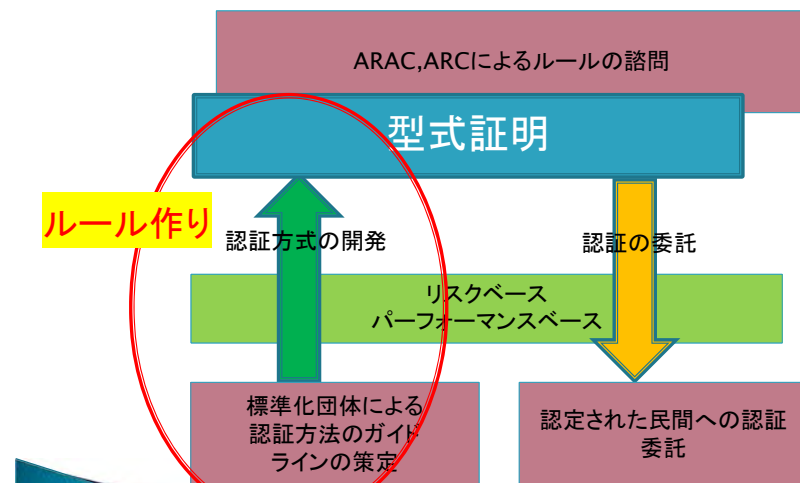 ARAC,ARCによるルールの諮問
型式証明
ルール作り
認証方式の開発
認証の委託
リスクベース
パーフォーマンスベース
標準化団体による
認証方法のガイド
ラインの策定
認定された民間への認証
委託